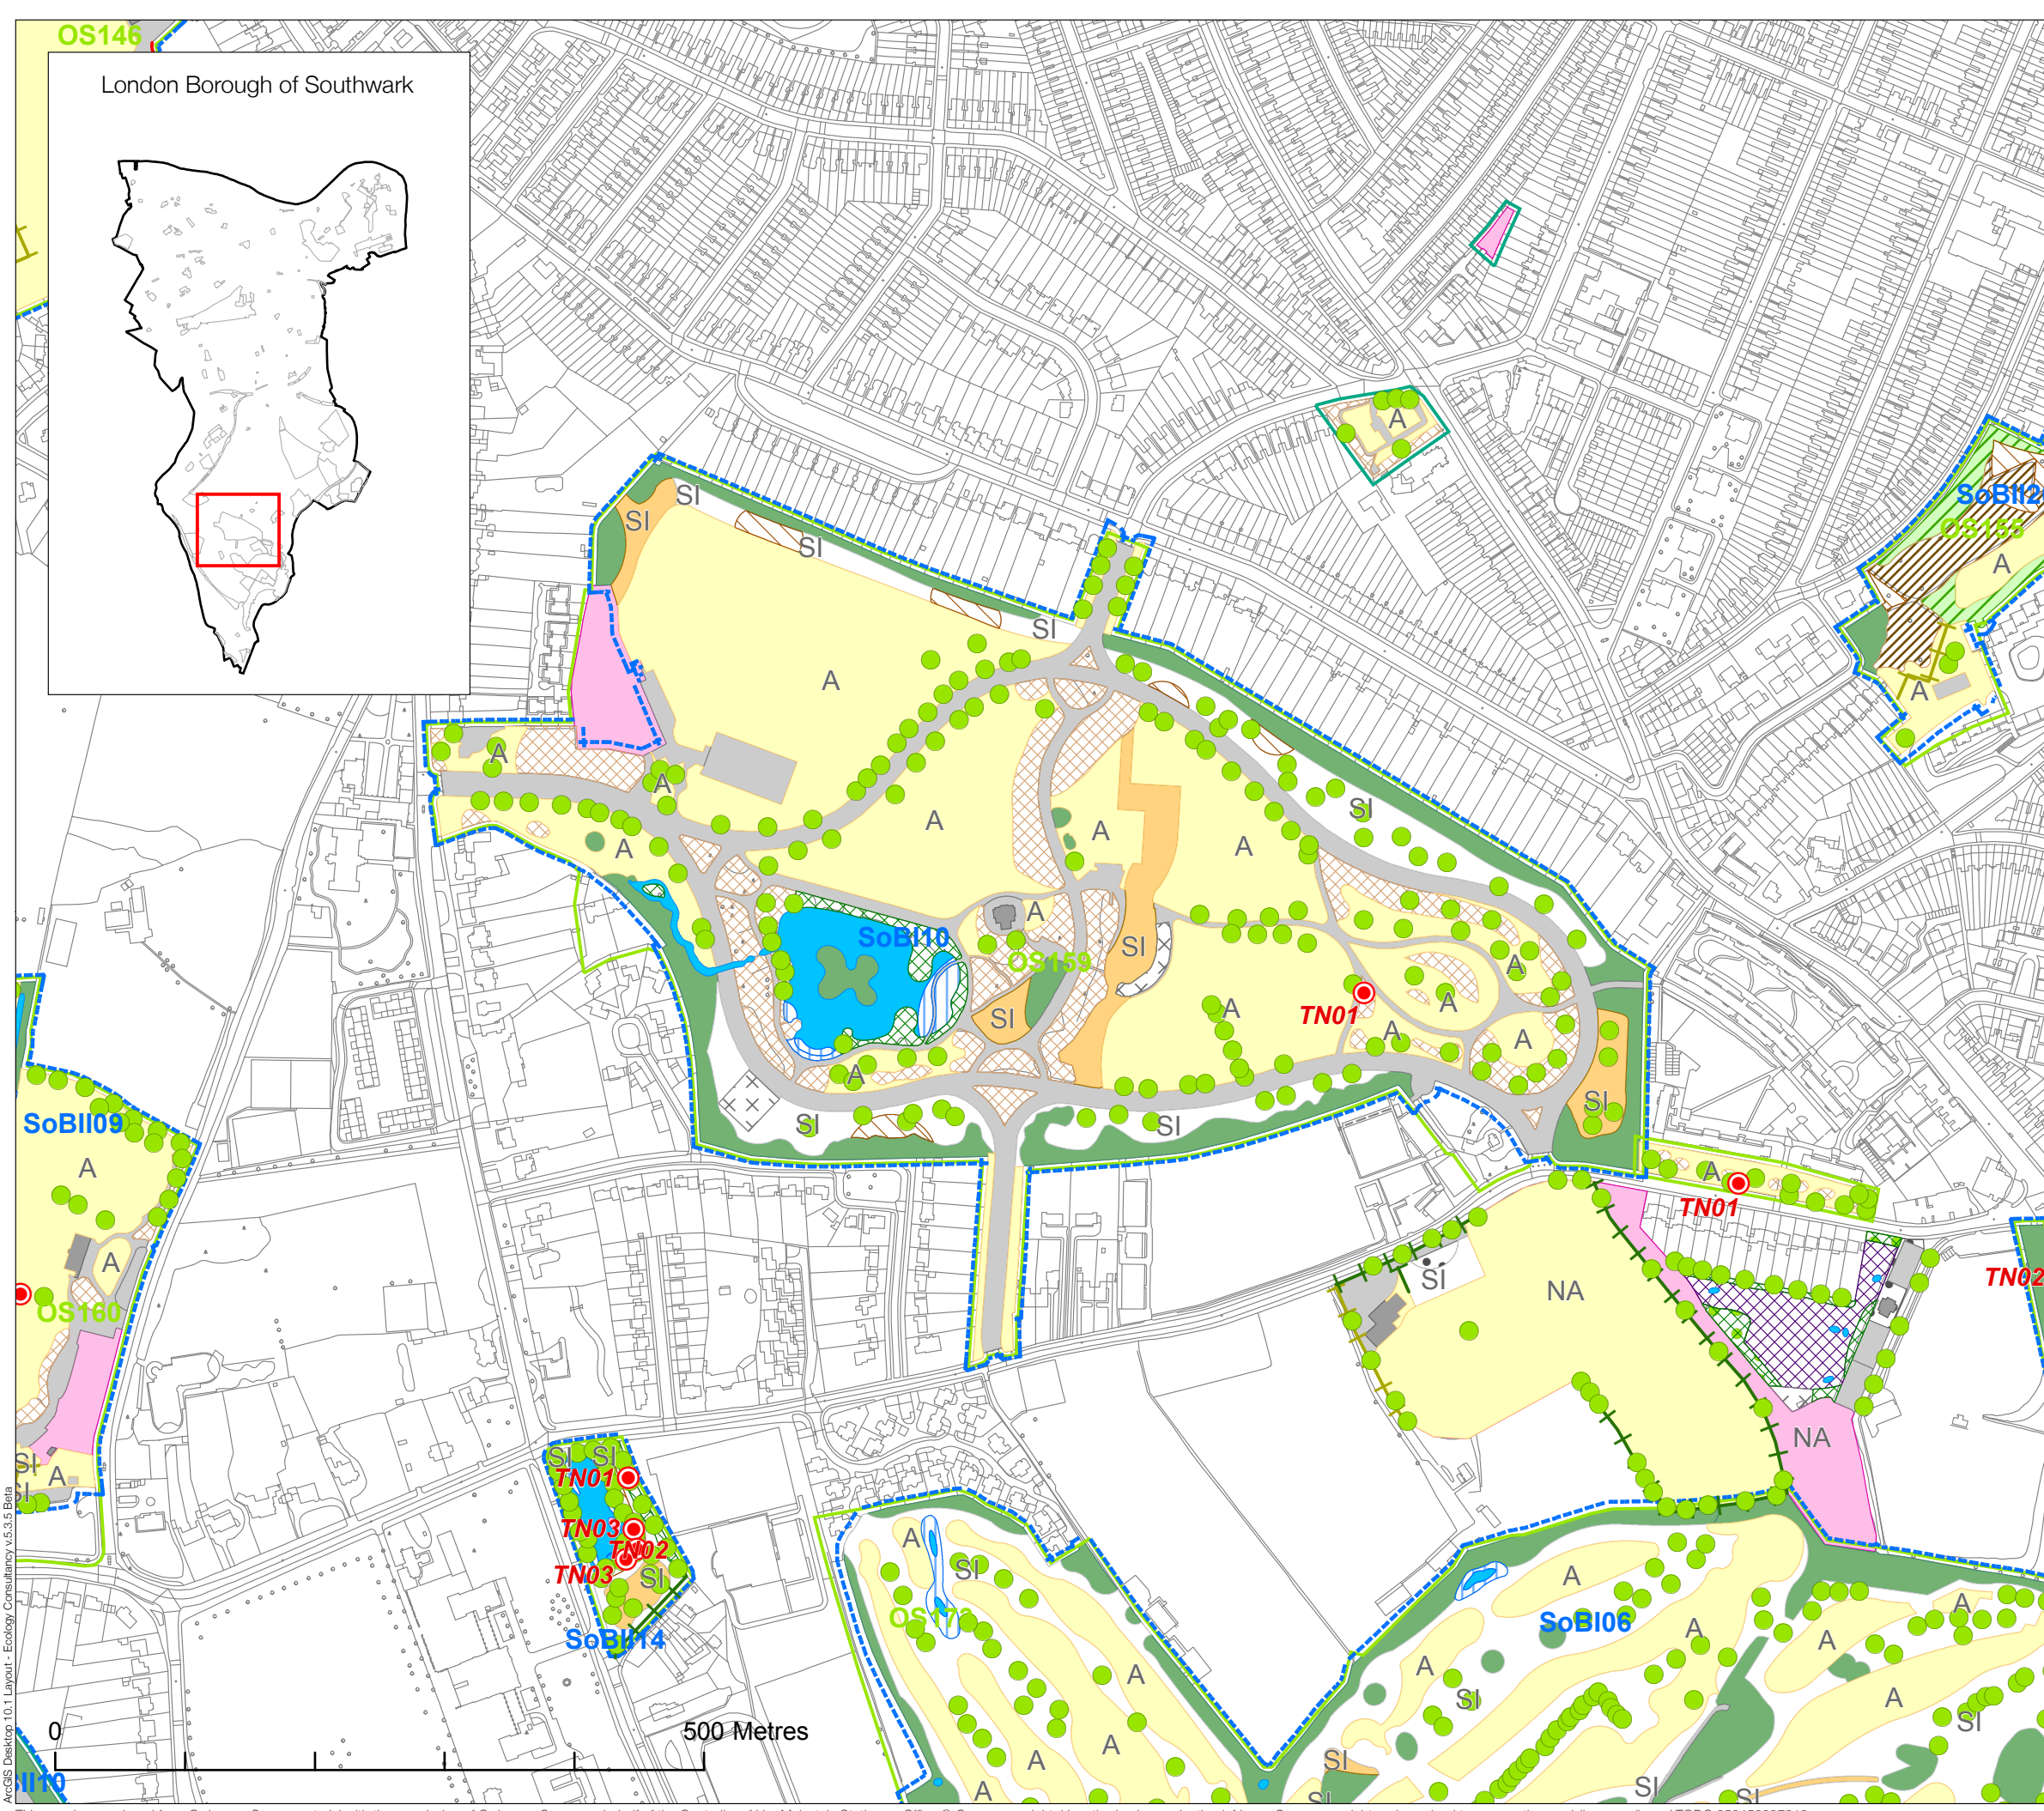 OS146
London Borough of Southwark
SI
SI
SI
SI
A
A
A
A
A
A
A
SI
A
SoBI10
OS159
A
SI
SI
A
TN01
A
A
A
A
SI
A
SI
SI
A
SoBII2
OS155
A
A
SoBII09
A
A
OS160
SI
A
SI
A
TN01
TN02
SI
NA
NA
SI
SI
TN01
TN03
TN02
TN03
SI
SoBII14
A
SI
OS173
A
A
A
A
A
SoBI06
A
A
SI
A
A
A
SI
SI
SI
SI
SI
0
500 Metres
ArcGIS Desktop 10.1 Layout - Ecology Consultancy v.5.3.5 Beta